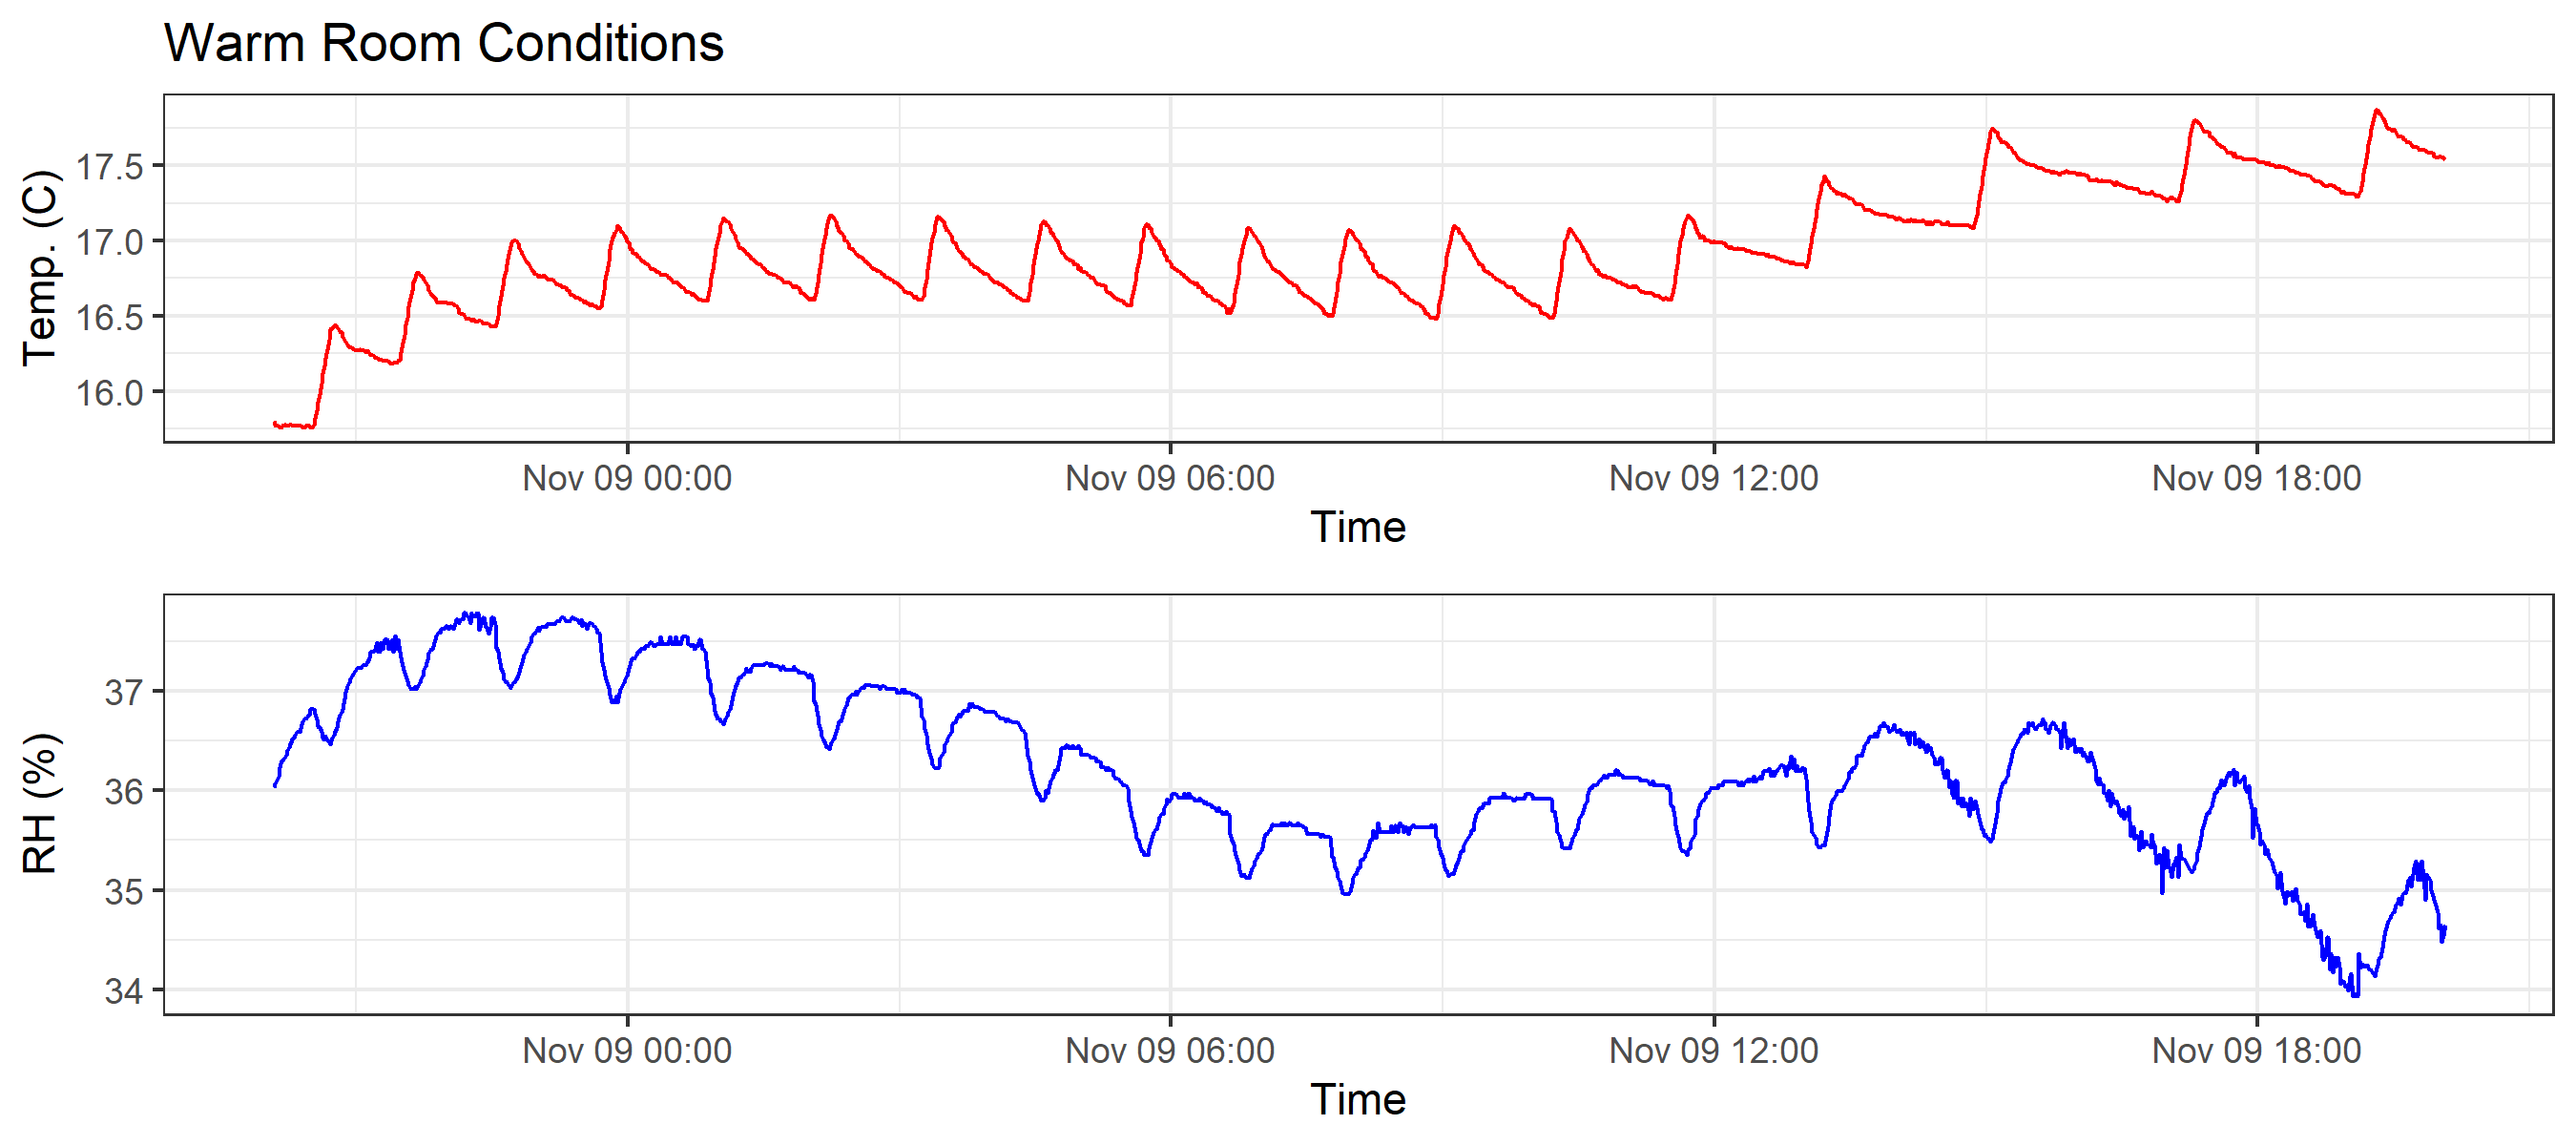 Warm Room Conditions
Temp. (C)
17.5
17.0
16.5
16.0
Nov 09 00:00 Nov 09 06:00 Nov 09 12:00 Nov 09 18:00
Time
RH (%)
37
36
35
34
Nov 09 00:00 Nov 09 06:00 Nov 09 12:00 Nov 09 18:00
Time